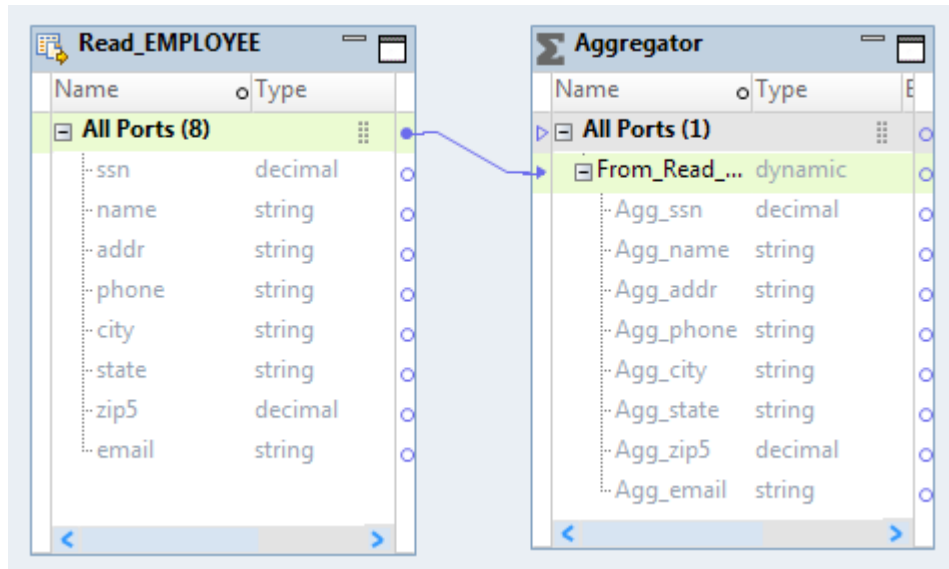 Read_EMPLOYEE
Name Type
All Ports (8)
ssn decimal
name string
addr string
phone string
city string
state string
zip5 decimal
email string
Aggregator
Name Type E
All Ports (1)
From_Read_... dynamic
Agg_ssn decimal
Agg_name string
Agg_addr string
Agg_phone string
Agg_city string
Agg_state string
Agg_zip5 decimal
Agg_email string